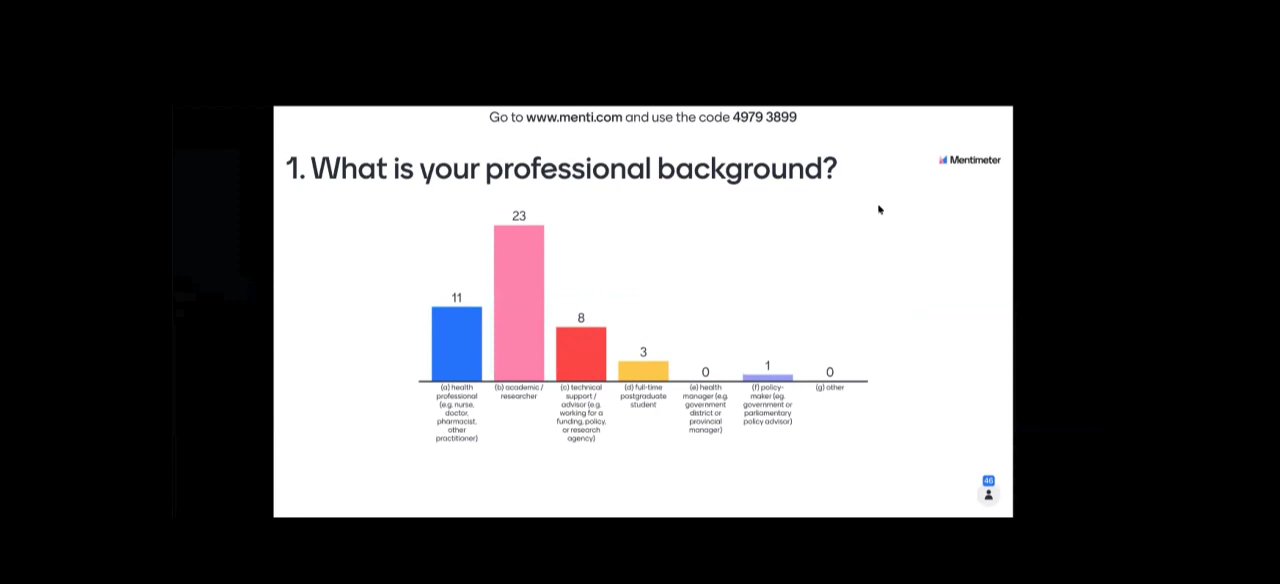 Go to www.menti.com and use the code 4979 3899
1. What is your professional background?
Mentimeter
23
11
8
3
0
1
0
(a) health
professional
(e.g. nurse,
doctor,
pharmacist,
other
practitioner)
(b) academic /
researcher
(c) technical
support /
advisor (e.g.
working for a
funding, policy,
or research
agency)
(d) full-time
postgraduate
student
(e) health
manager (e.g.
government
district or
provincial
manager)
(f) policy-
maker (eg.
government or
parliamentary
policy advisor)
(g) other
46